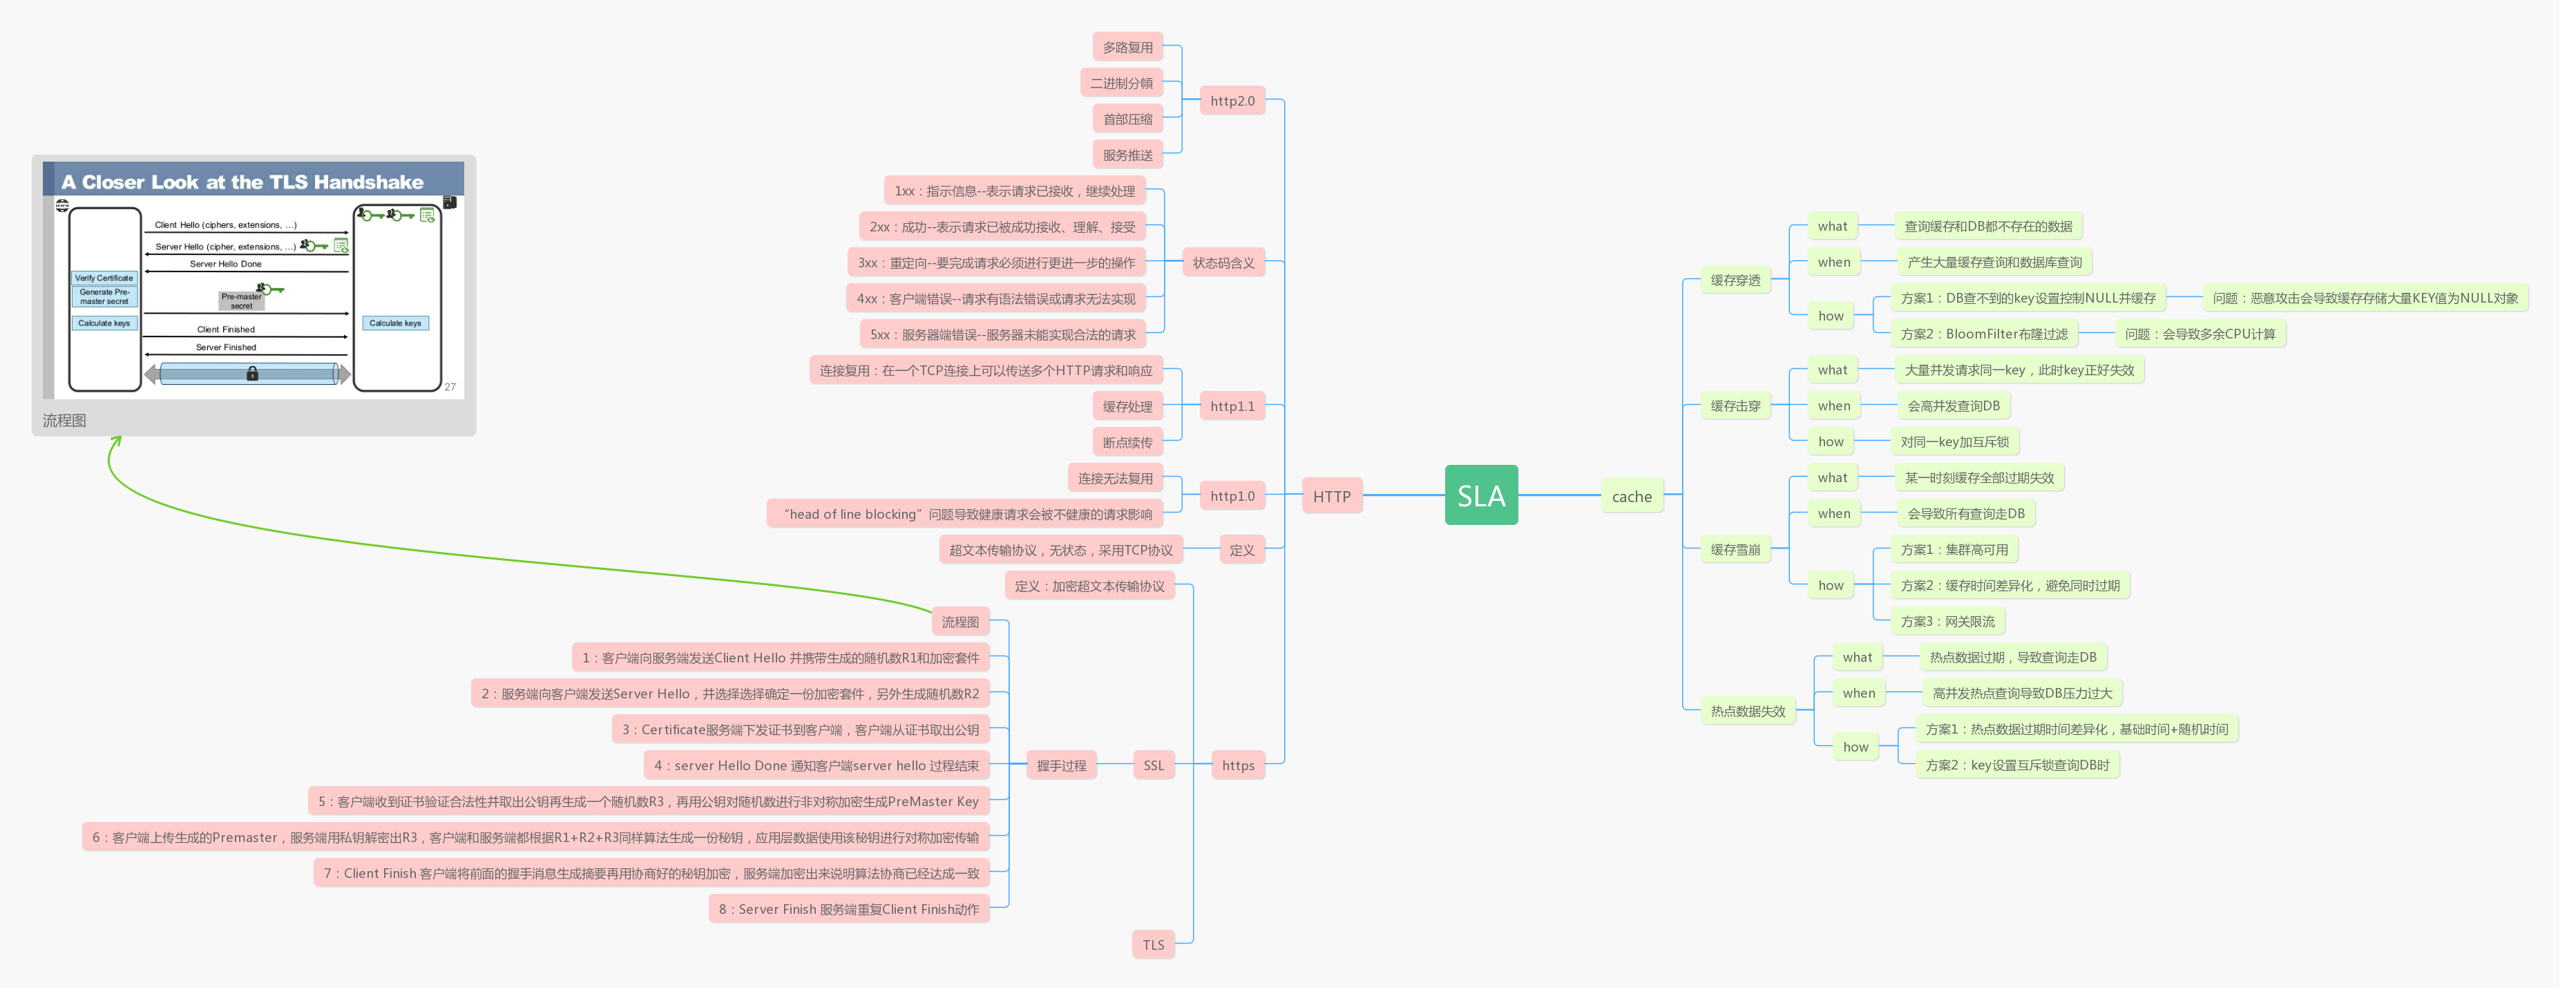 SLA
HTTP
http2.0
多路复用
二进制分頓
首部压缩
服务推送
状态码含义
1xx：指示信息--表示请求已接收，继续处理
2xx：成功--表示请求已被成功接收、理解、接受
3xx：重定向--要完成请求必须进行更进一步的操作
4xx：客户端错误--请求有语法错误或请求无法实现
5xx：服务器端错误--服务器未能实现合法的请求
http1.1
连接复用：在一个TCP连接上可以传送多个HTTP请求和响应
缓存处理
断点续传
http1.0
连接无法复用
“head of line blocking”问题导致健康请求会被不健康的请求影响
定义
超文本传输协议，无状态，采用TCP协议
https
定义：加密超文本传输协议
SSL
握手过程
流程图
1：客户端向服务端发送Client Hello 并携带生成的随机数R1和加密套件
2：服务端向客户端发送Server Hello，并选择选择确定一份加密套件，另外生成随机数R2
3：Certificate服务端下发证书到客户端，客户端从证书取出公钥
4：server Hello Done 通知客户端server hello 过程结束
5：客户端收到证书验证合法性并取出公钥再生成一个随机数R3，再用公钥对随机数进行非对称加密生成PreMaster Key
6：客户端上传生成的Premaster，服务端用私钥解密出R3，客户端和服务端都根据R1+R2+R3同样算法生成一份秘钥，应用层数据使用该秘钥进行对称加密传输
7：Client Finish 客户端将前面的握手消息生成摘要再用协商好的秘钥加密，服务端加密出来说明算法协商已经达成一致
8：Server Finish 服务端重复Client Finish动作
TLS
A Closer Look at the TLS Handshake
Client Hello (ciphers, extensions, ...)
Server Hello (cipher, extensions, ...)
Server Hello Done
Verify Certificate
Generate Pre-
master secret
Pre-master
secret
Calculate keys
Calculate keys
Client Finished
Server Finished
27
流程图
cache
缓存穿透
what
查询缓存和DB都不存在的数据
when
产生大量缓存查询和数据库查询
how
方案1：DB查不到的key设置控制NULL并缓存
问题：恶意攻击会导致缓存存储大量KEY值为NULL对象
方案2：BloomFilter布隆过滤
问题：会导致多余CPU计算
缓存击穿
what
大量并发请求同一key，此时key正好失效
when
会高并发查询DB
how
对同一key加互斥锁
缓存雪崩
what
某一时刻缓存全部过期失效
when
会导致所有查询走DB
how
方案1：集群高可用
方案2：缓存时间差异化，避免同时过期
方案3：网关限流
热点数据失效
what
热点数据过期，导致查询走DB
when
高并发热点查询导致DB压力过大
how
方案1：热点数据过期时间差异化，基础时间+随机时间
方案2：key设置互斥锁查询DB时